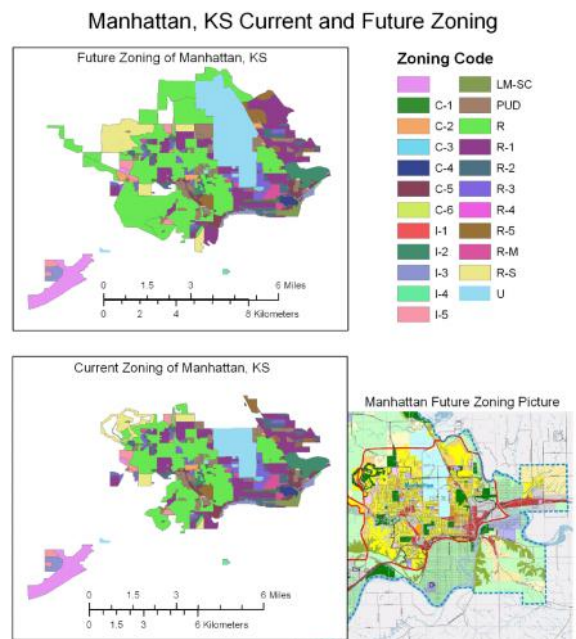 Manhattan, KS Current and Future Zoning
Future Zoning of Manhattan, KS
0 1.5 3 6 Miles
0 2 4 8 Kilometers
Zoning Code
C-1
C-2
C-3
C-4
C-5
C-6
I-1
I-2
I-3
I-4
I-5
LM-SC
PUD
R
R-1
R-2
R-3
R-4
R-5
R-M
R-S
U
Current Zoning of Manhattan, KS
0 1.5 3 6 Miles
0 1.5 3 6 Kilometers
Manhattan Future Zoning Picture